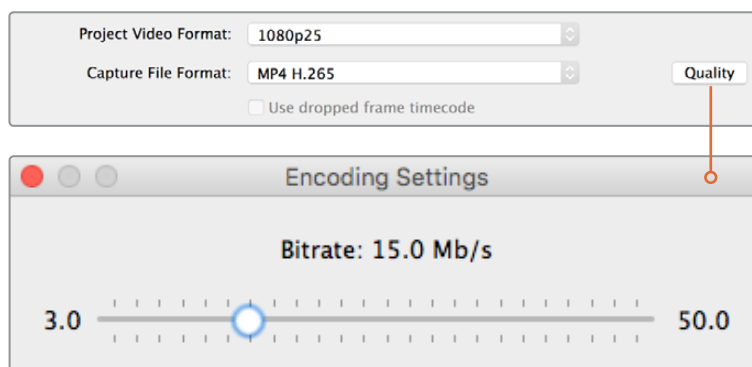 Project Video Format: 1080p25
Capture File Format: MP4 H.265 Quality
Use dropped frame timecode
Encoding Settings
Bitrate: 15.0 Mb/s
3.0 50.0